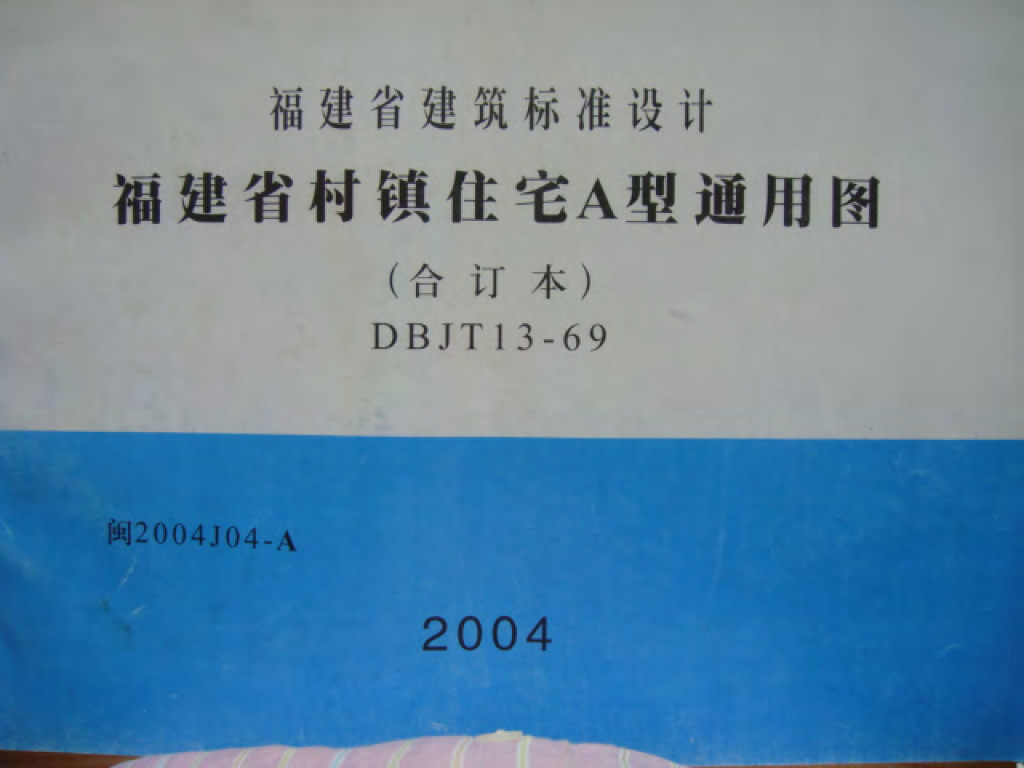 福建省建筑标准设计
福建省村镇住宅A型通用图
(合订本)
DBJT13-69
闽2004J04-A
2004